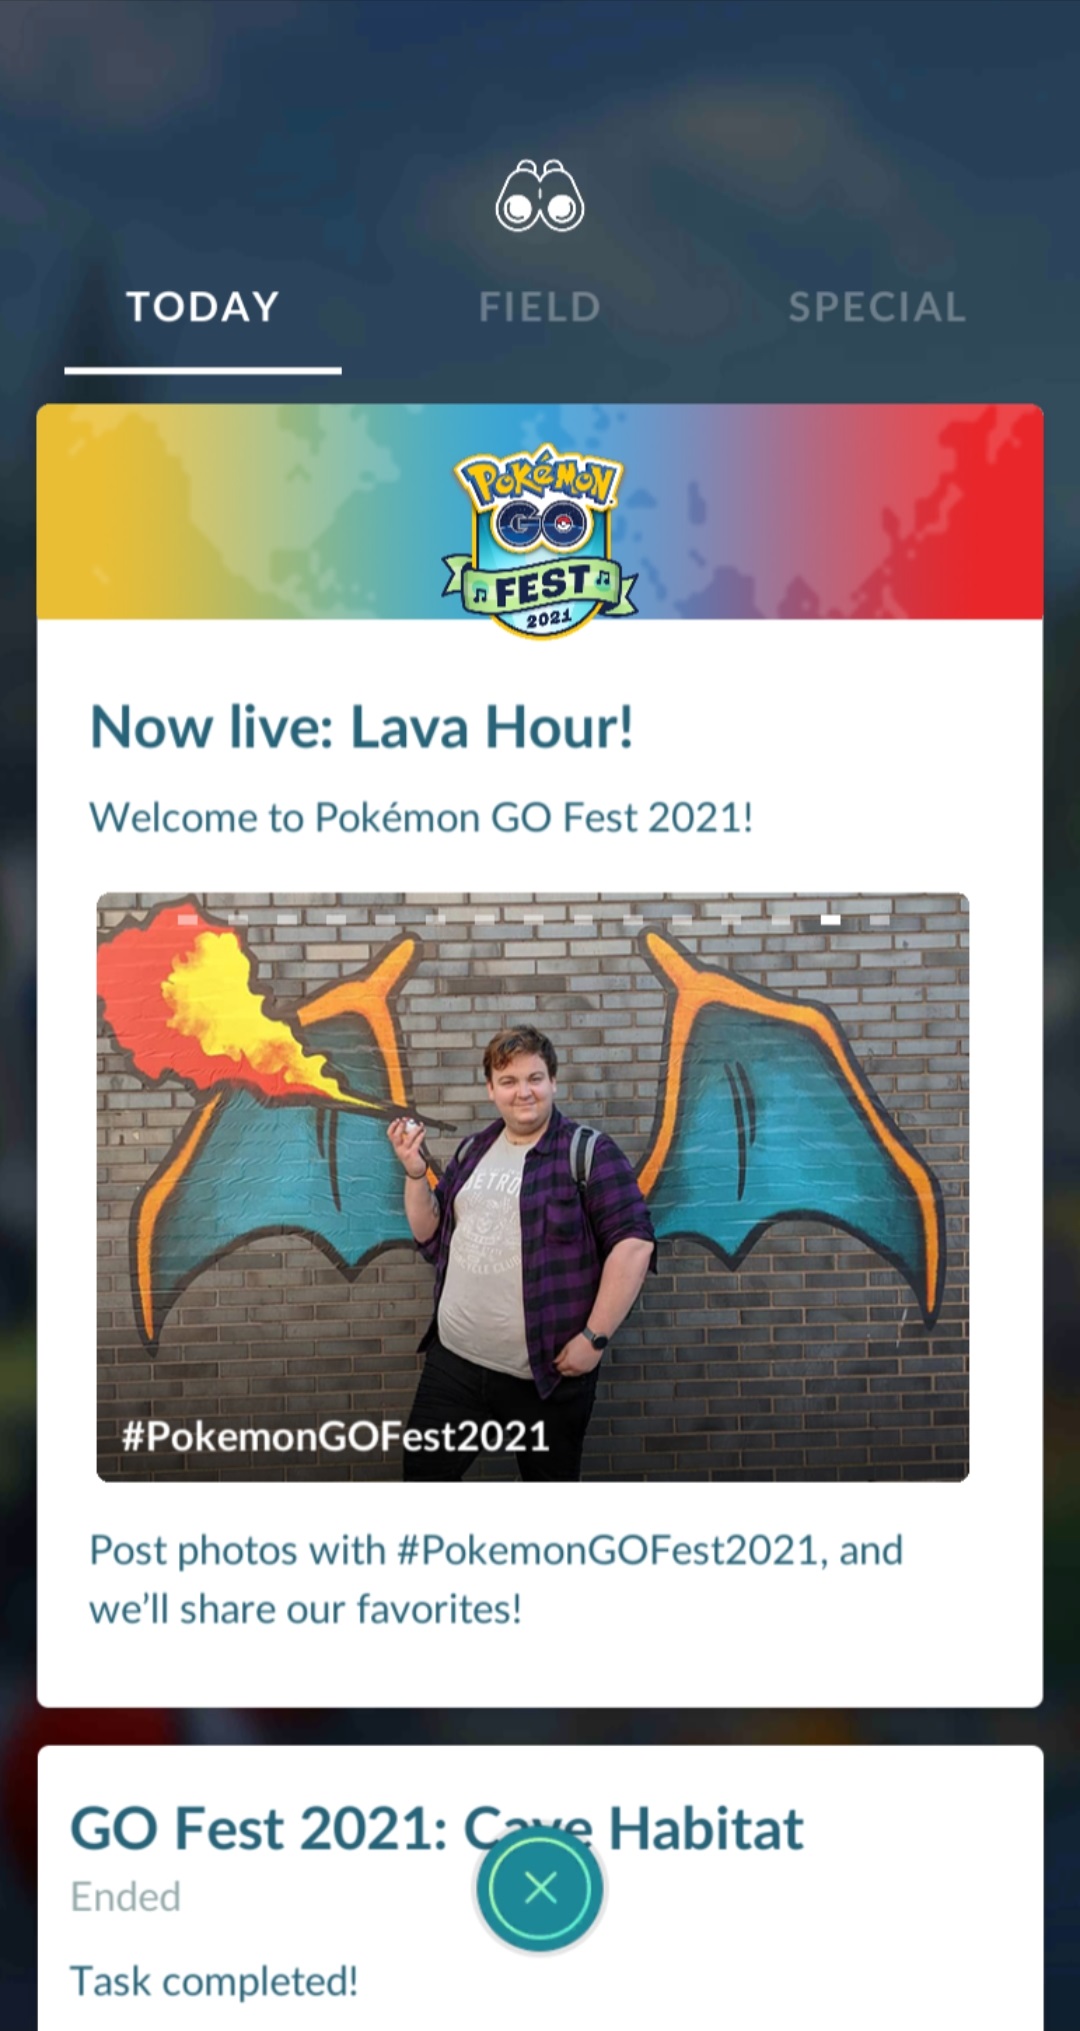 TODAY
FIELD
SPECIAL
POKÉMON
GO
FEST
2021
Now live: Lava Hour!
Welcome to Pokémon GO Fest 2021!
#PokemonGOFest2021
Post photos with #PokemonGOFest2021, and
we’ll share our favorites!
GO Fest 2021: Cave Habitat
Ended
Task completed!